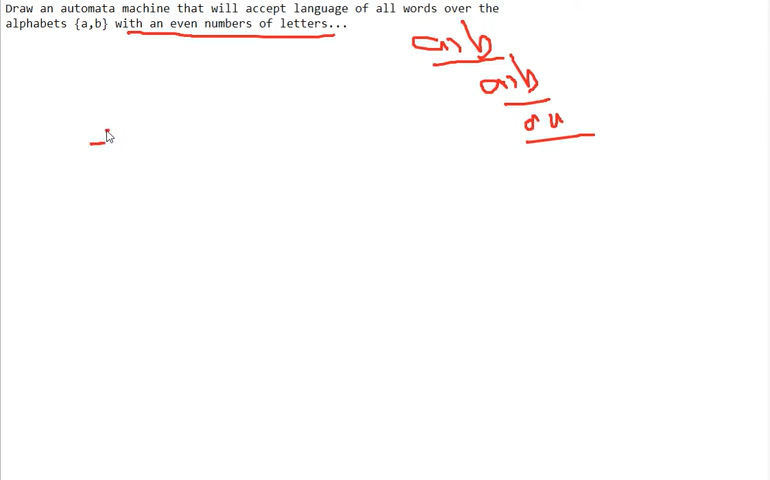 Draw an automata machine that will accept language of all words over the
alphabets {a,b} with an even numbers of letters...